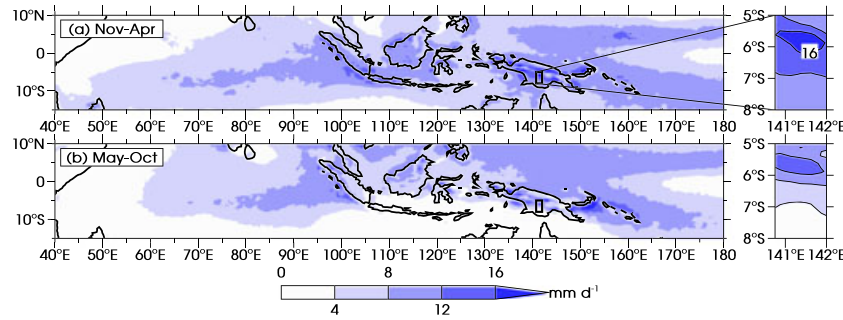 (a) Nov-Apr
10°N
0
10°S
40°E 50°E 60°E 70°E 80°E 90°E 100°E 110°E 120°E 130°E 140°E 150°E 160°E 170°E 180
5°S
6°S
7°S
8°S
16
141°E 142°E
(b) May-Oct
10°N
0
10°S
40°E 50°E 60°E 70°E 80°E 90°E 100°E 110°E 120°E 130°E 140°E 150°E 160°E 170°E 180
5°S
6°S
7°S
8°S
141°E 142°E
0 8 16
mm d⁻¹
4 12